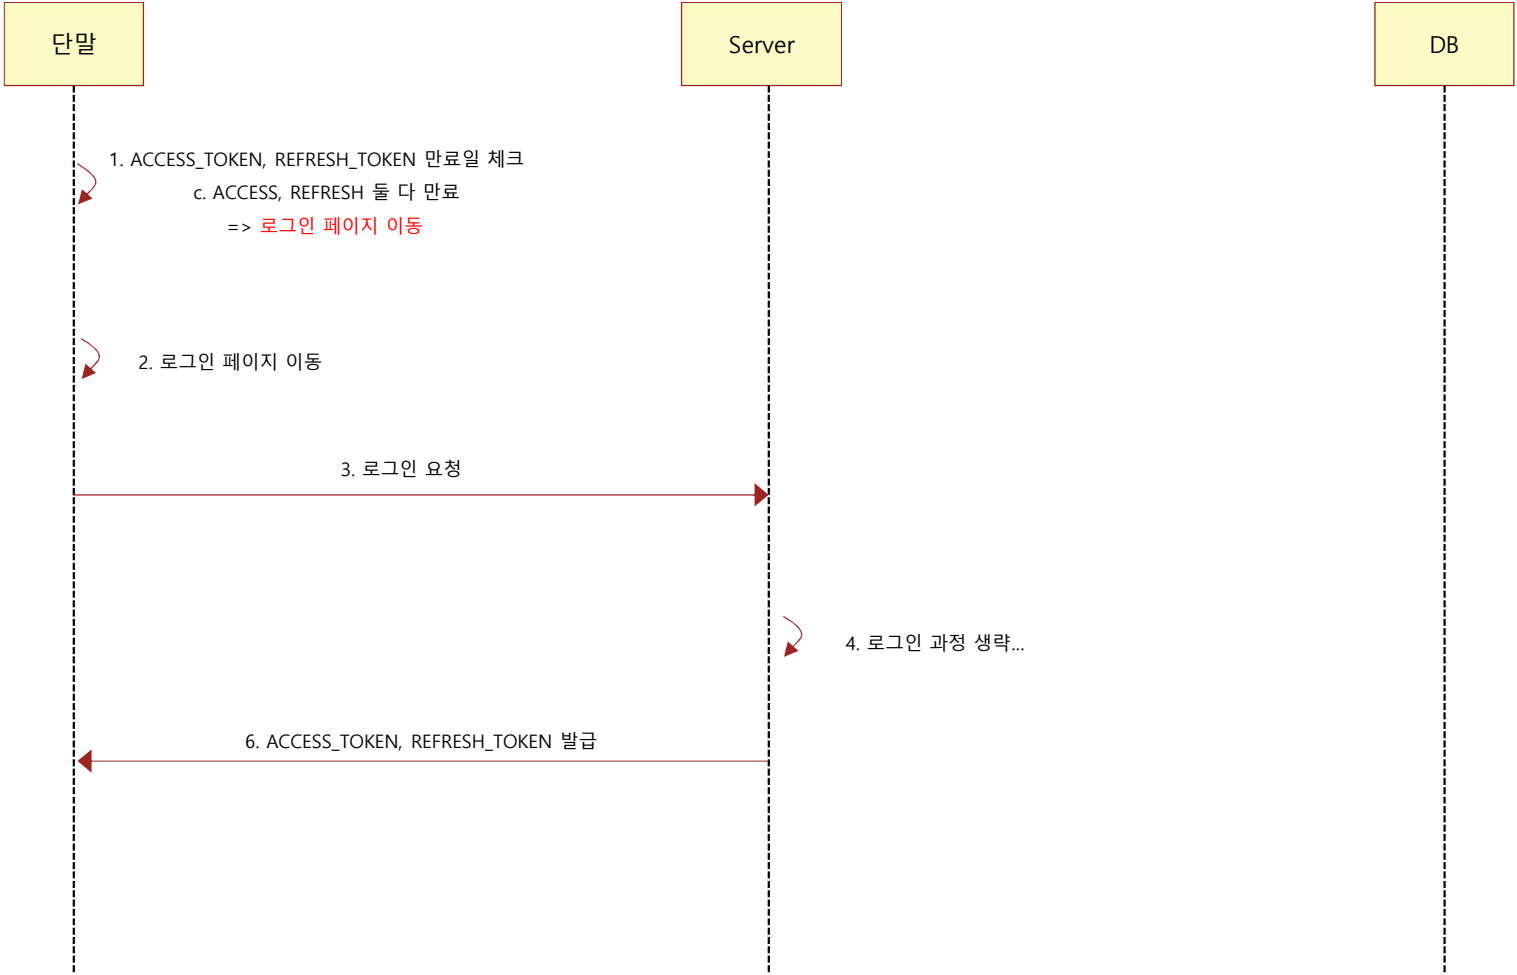 단말
Server
DB
1. ACCESS_TOKEN, REFRESH_TOKEN 만료일 체크
c. ACCESS, REFRESH 둘 다 만료
=> 로그인 페이지 이동
2. 로그인 페이지 이동
3. 로그인 요청
4. 로그인 과정 생략...
6. ACCESS_TOKEN, REFRESH_TOKEN 발급